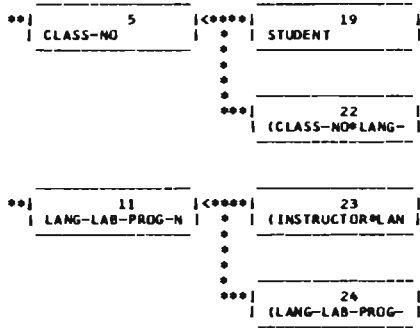 5 19
CLASS-NO STUDENT
22
(CLASS-NO*LANG-
11 23
LANG-LAB-PROG-N (INSTRUCTOR*LAN
24
(LANG-LAB-PROG-